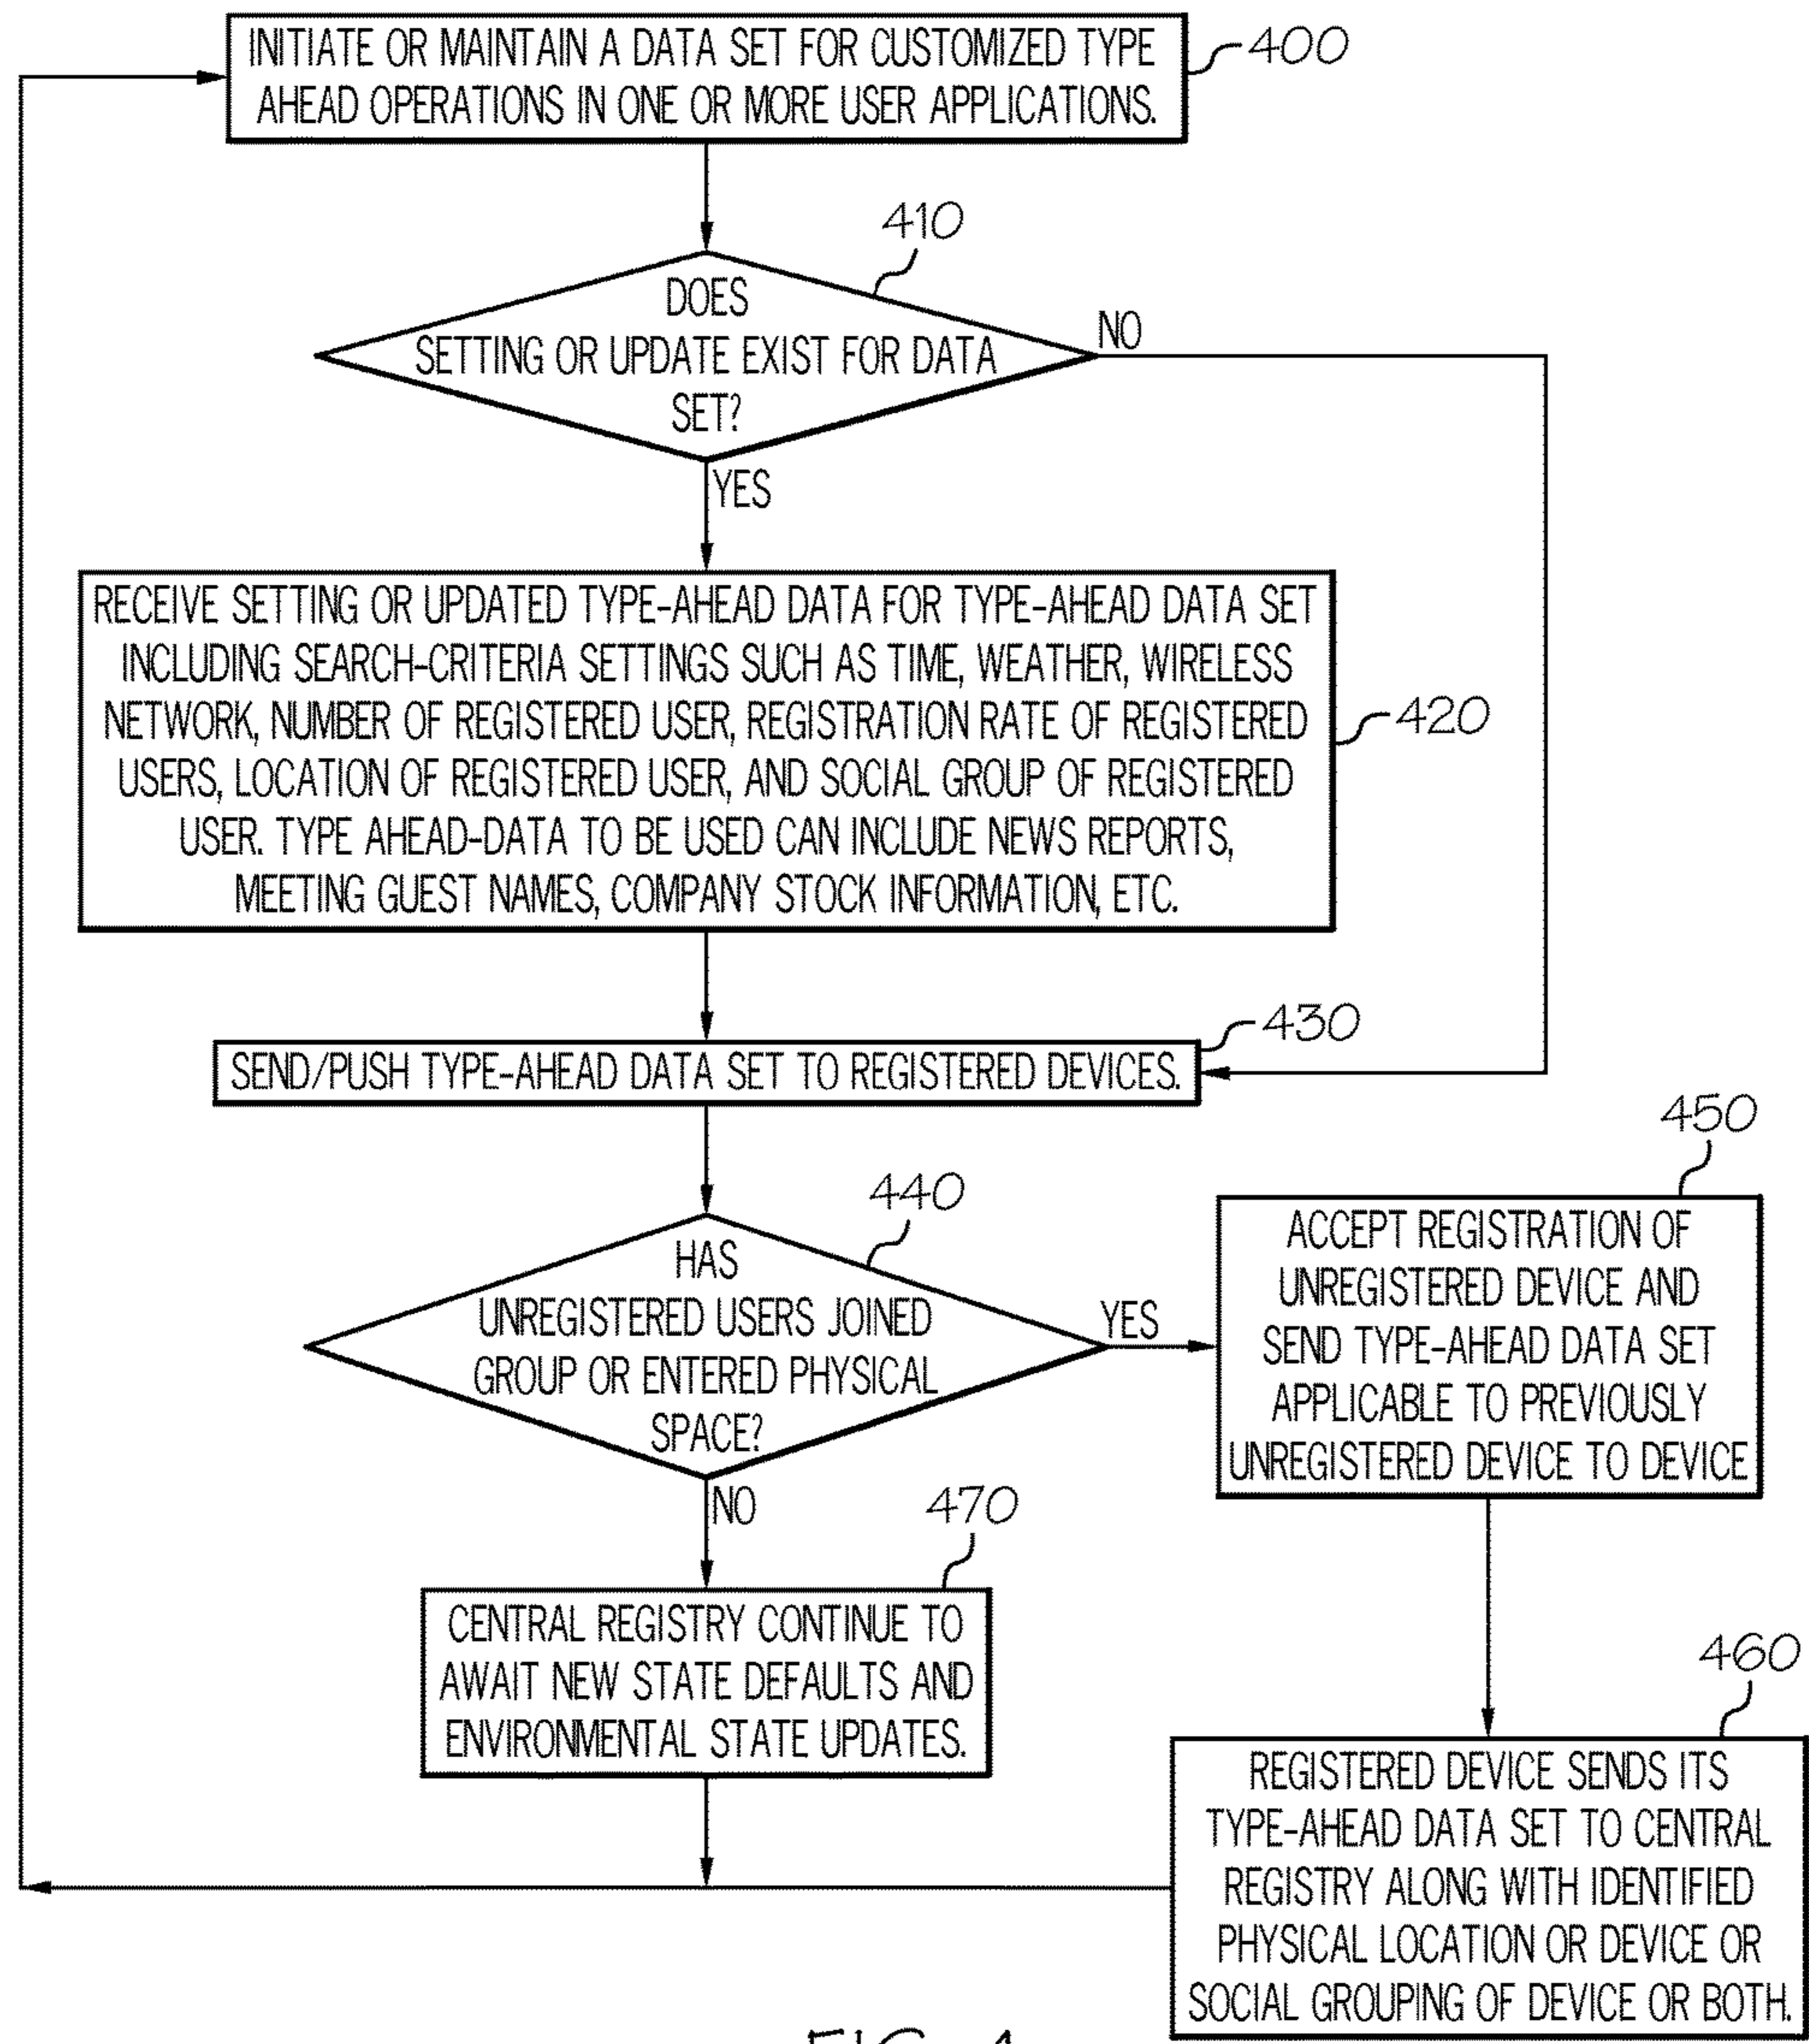 INITIATE OR MAINTAIN A DATA SET FOR CUSTOMIZED TYPE
AHEAD OPERATIONS IN ONE OR MORE USER APPLICATIONS.
400
410
DOES
SETTING OR UPDATE EXIST FOR DATA
SET?
NO
YES
RECEIVE SETTING OR UPDATED TYPE-AHEAD DATA FOR TYPE-AHEAD DATA SET
INCLUDING SEARCH-CRITERIA SETTINGS SUCH AS TIME, WEATHER, WIRELESS
NETWORK, NUMBER OF REGISTERED USER, REGISTRATION RATE OF REGISTERED
USERS, LOCATION OF REGISTERED USER, AND SOCIAL GROUP OF REGISTERED
USER. TYPE AHEAD-DATA TO BE USED CAN INCLUDE NEWS REPORTS,
MEETING GUEST NAMES, COMPANY STOCK INFORMATION, ETC.
420
SEND/PUSH TYPE-AHEAD DATA SET TO REGISTERED DEVICES.
430
440
HAS
UNREGISTERED USERS JOINED
GROUP OR ENTERED PHYSICAL
SPACE?
YES
NO
450
ACCEPT REGISTRATION OF
UNREGISTERED DEVICE AND
SEND TYPE-AHEAD DATA SET
APPLICABLE TO PREVIOUSLY
UNREGISTERED DEVICE TO DEVICE
470
CENTRAL REGISTRY CONTINUE TO
AWAIT NEW STATE DEFAULTS AND
ENVIRONMENTAL STATE UPDATES.
460
REGISTERED DEVICE SENDS ITS
TYPE-AHEAD DATA SET TO CENTRAL
REGISTRY ALONG WITH IDENTIFIED
PHYSICAL LOCATION OR DEVICE OR
SOCIAL GROUPING OF DEVICE OR BOTH.